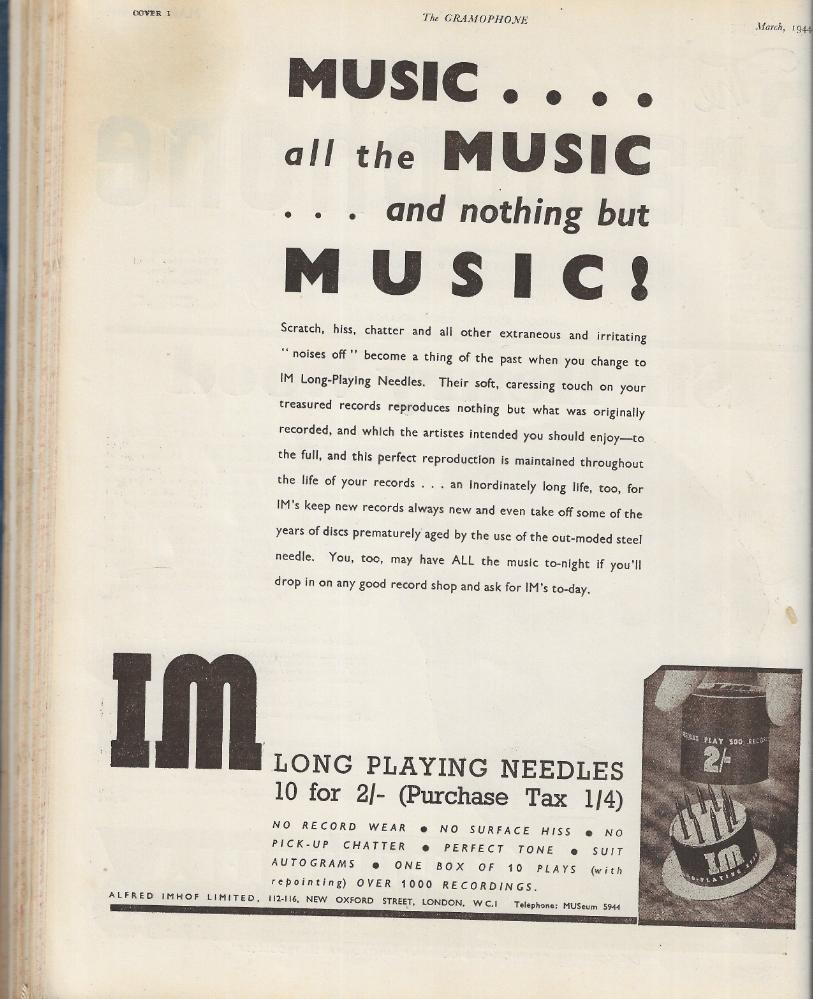 COVER I
The GRAMOPHONE
March, 1944
MUSIC . . . .
all the MUSIC
. . . and nothing but
MUSIC!
Scratch, hiss, chatter and all other extraneous and irritating
" noises off " become a thing of the past when you change to
IM Long-Playing Needles. Their soft, caressing touch on your
treasured records reproduces nothing but what was originally
recorded, and which the artistes intended you should enjoy—to
the full, and this perfect reproduction is maintained throughout
the life of your records . . . an inordinately long life, too, for
IM's keep new records always new and even take off some of the
years of discs prematurely aged by the use of the out-moded steel
needle. You, too, may have ALL the music to-night if you'll
drop in on any good record shop and ask for IM's to-day.
IM
LONG PLAYING NEEDLES
10 for 2/- (Purchase Tax 1/4)
NO RECORD WEAR ● NO SURFACE HISS ● NO
PICK-UP CHATTER ● PERFECT TONE ● SUIT
AUTOGRAMS ● ONE BOX OF 10 PLAYS (with
repointing) OVER 1000 RECORDINGS.
ALFRED IMHOF LIMITED, 112-116, NEW OXFORD STREET, LONDON, WC.1 Telephone: MUSeum 5944
PLAY 500
2/-
IM